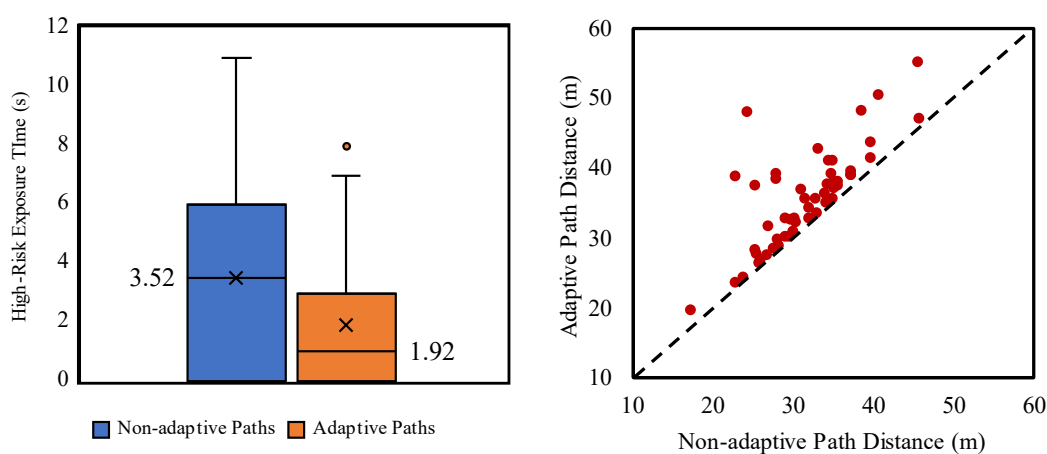 12
10
8
6
4
2
0
High-Risk Exposure TIme (s)
3.52
1.92
Non-adaptive Paths
Adaptive Paths
60
50
40
30
20
10
Adaptive Path Distance (m)
10 20 30 40 50 60
Non-adaptive Path Distance (m)